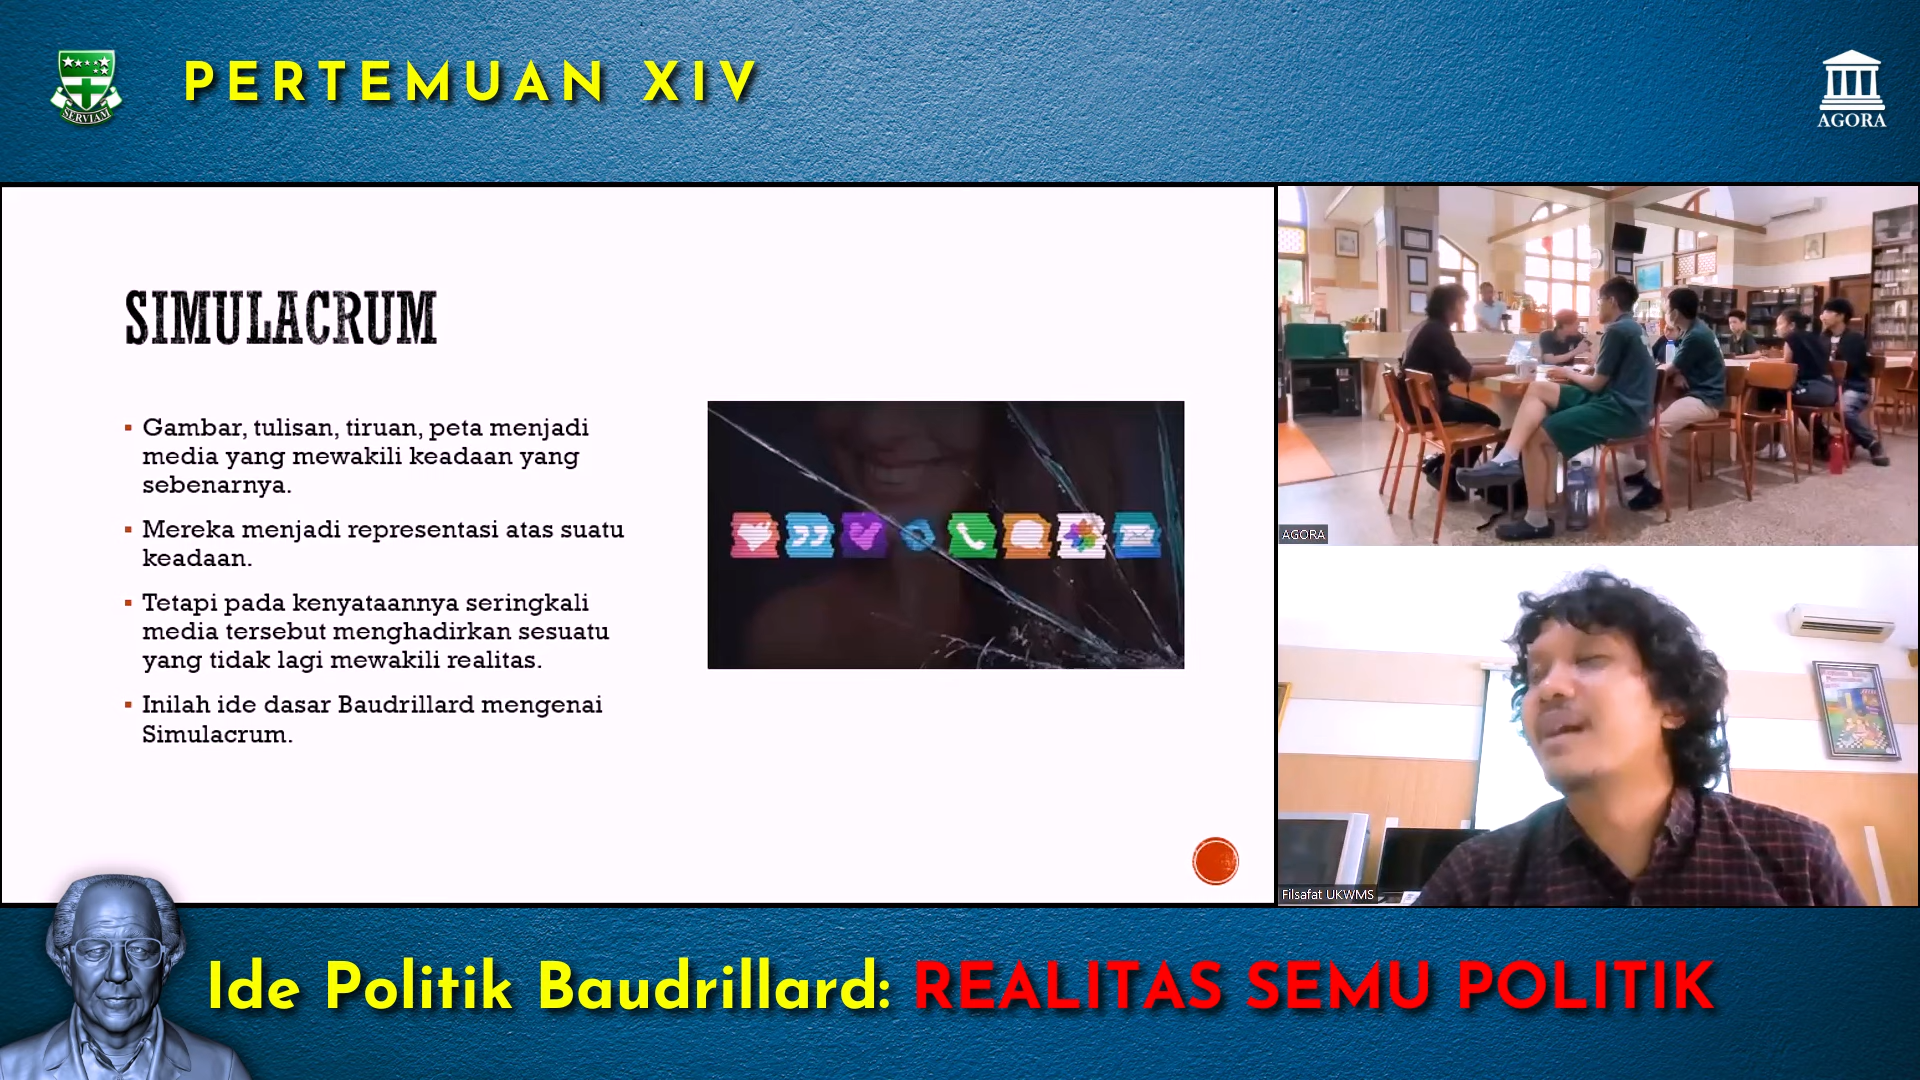 PERTEMUAN XIV
SERVIAM
AGORA
SIMULACRUM
Gambar, tulisan, tiruan, peta menjadi
media yang mewakili keadaan yang
sebenarnya.
Mereka menjadi representasi atas suatu
keadaan.
Tetapi pada kenyataannya seringkali
media tersebut menghadirkan sesuatu
yang tidak lagi mewakili realitas.
Inilah ide dasar Baudrillard mengenai
Simulacrum.
AGORA
Filsafat UKWMS
Ide Politik Baudrillard: REALITAS SEMU POLITIK